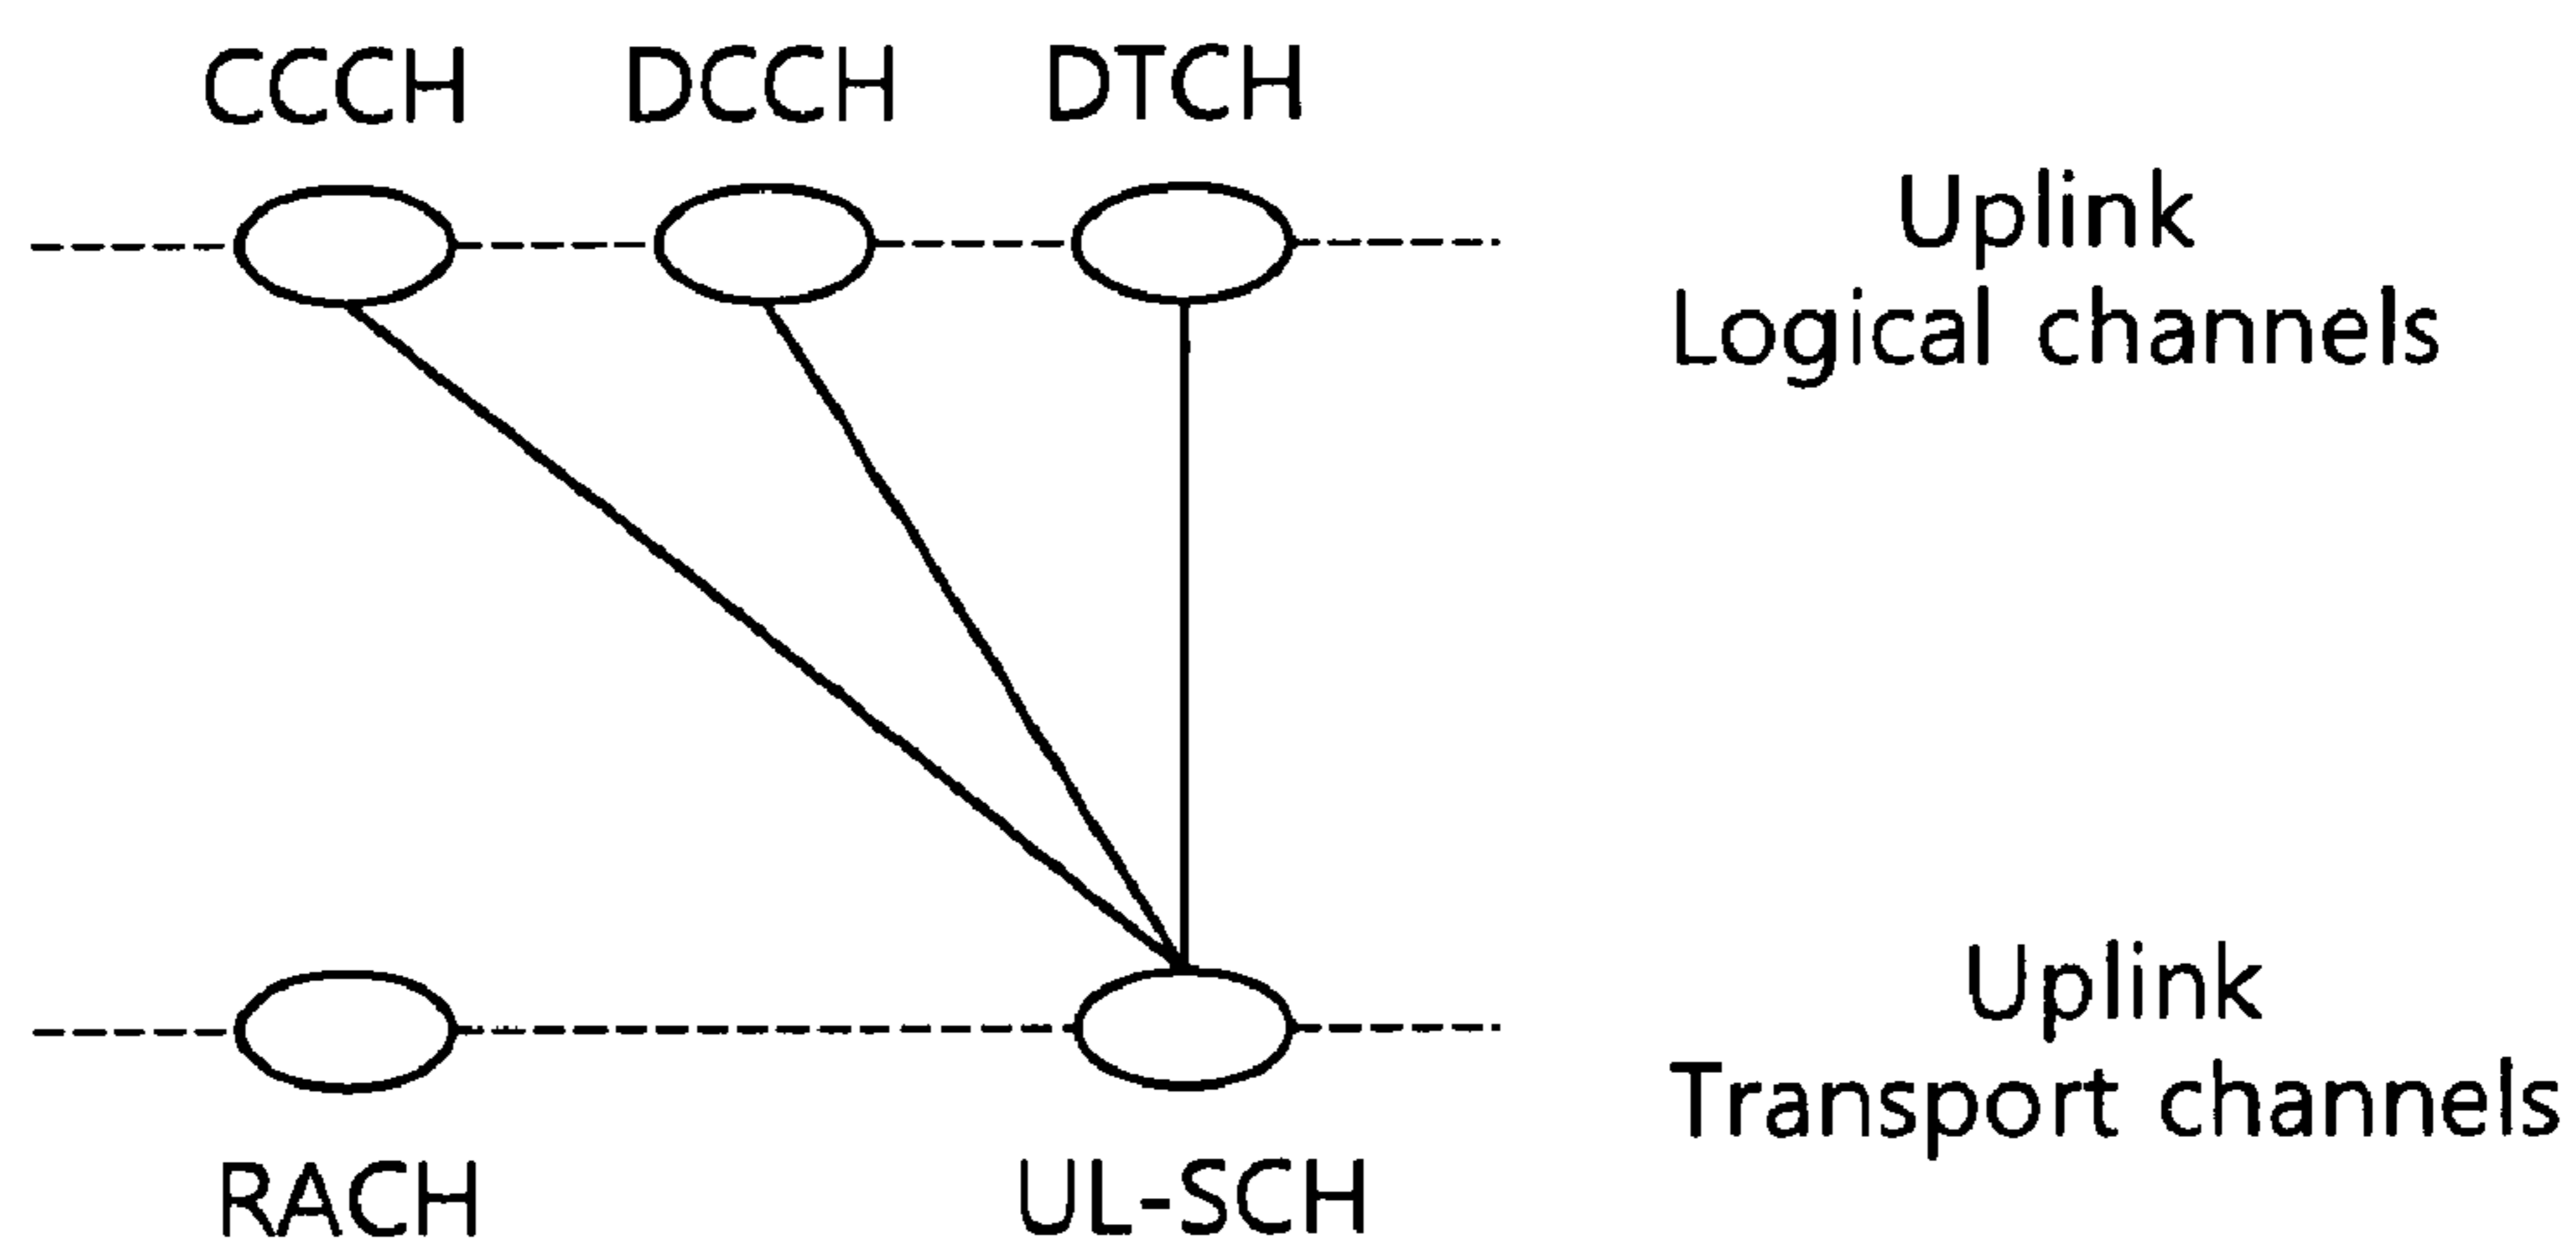 CCCH DCCH DTCH
Uplink
Logical channels
Uplink
Transport channels
RACH UL-SCH